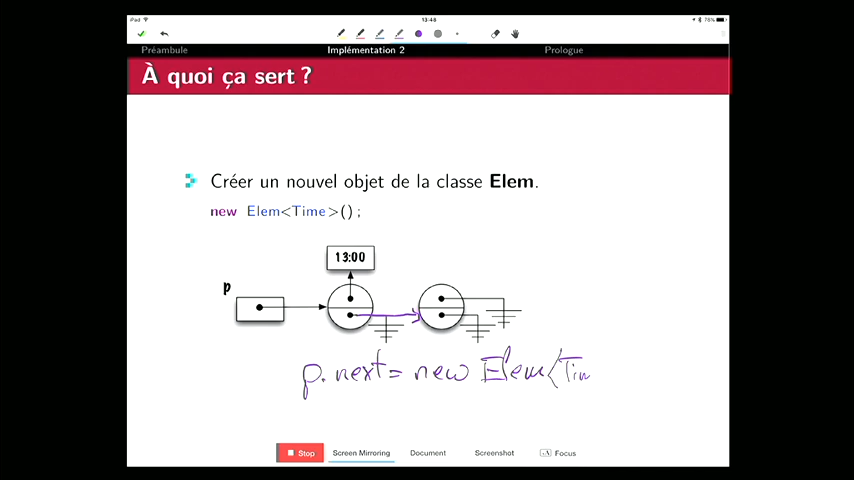 iPad 13:48 78%
Préambule Implémentation 2 Prologue
À quoi ça sert ?
Créer un nouvel objet de la classe Elem.
new Elem<Time>() ;
13:00
p
p.next = new Elem<Tim
Stop Screen Mirroring Document Screenshot Focus